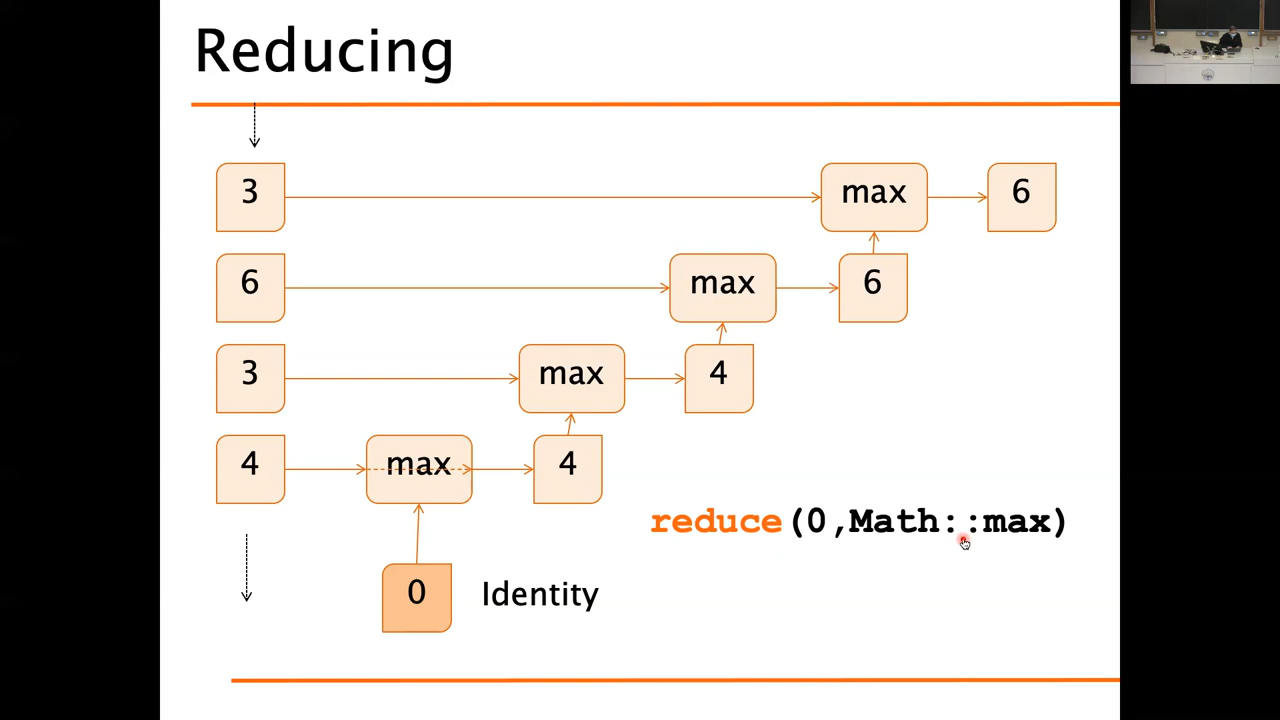 Reducing
3 max 6
6 max 6
3 max 4
4 max 4
reduce(0,Math::max)
0 Identity